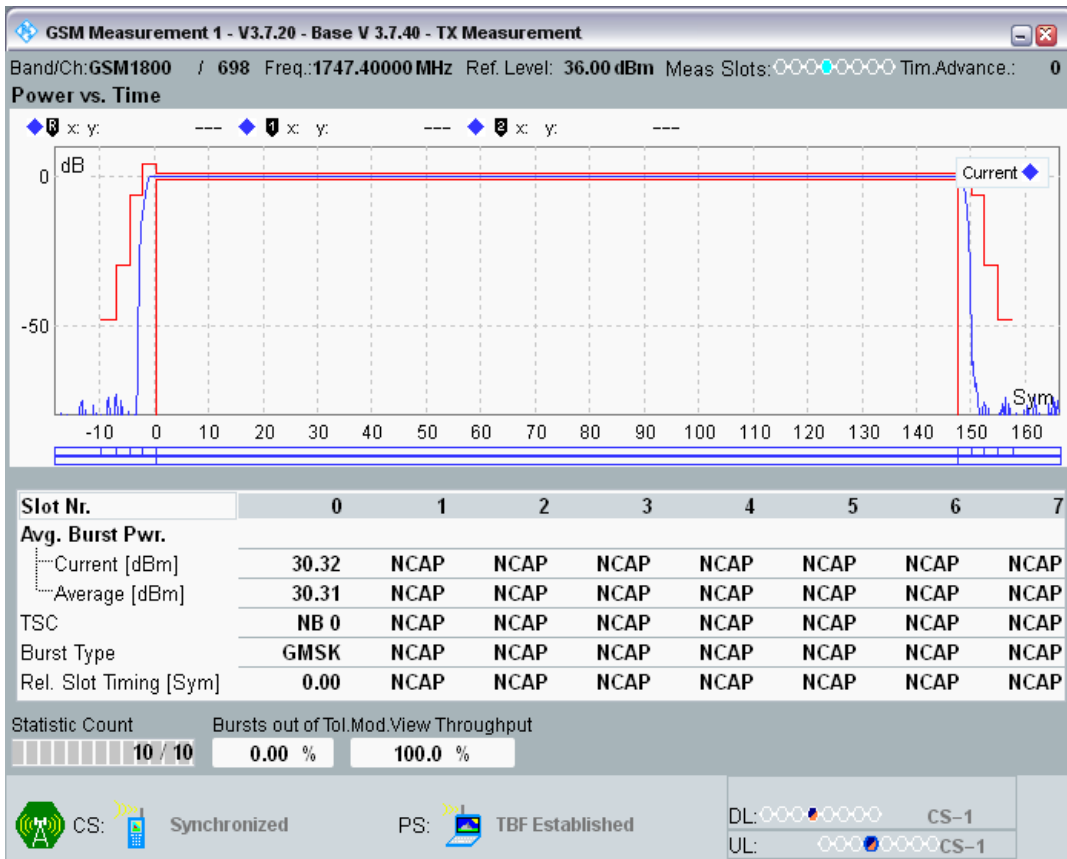 GSM Measurement 1 - V3.7.20 - Base V 3.7.40 - TX Measurement
Band/Ch:GSM1800 / 698 Freq.:1747.40000 MHz Ref. Level: 36.00 dBm Meas Slots: Tim.Advance.: 0
Power vs. Time
R x: y: --- 1 x: y: --- 2 x: y: ---
dB
Current
0
-50
Sym
-10 0 10 20 30 40 50 60 70 80 90 100 110 120 130 140 150 160
Slot Nr. 0 1 2 3 4 5 6 7
Avg. Burst Pwr.
Current [dBm] 30.32 NCAP NCAP NCAP NCAP NCAP NCAP NCAP
Average [dBm] 30.31 NCAP NCAP NCAP NCAP NCAP NCAP NCAP
TSC NB 0 NCAP NCAP NCAP NCAP NCAP NCAP NCAP
Burst Type GMSK NCAP NCAP NCAP NCAP NCAP NCAP NCAP
Rel. Slot Timing [Sym] 0.00 NCAP NCAP NCAP NCAP NCAP NCAP NCAP
Statistic Count Bursts out of Tol.Mod.View Throughput
10 / 10 0.00 % 100.0 %
CS: Synchronized PS: TBF Established
DL: CS-1
UL: CS-1